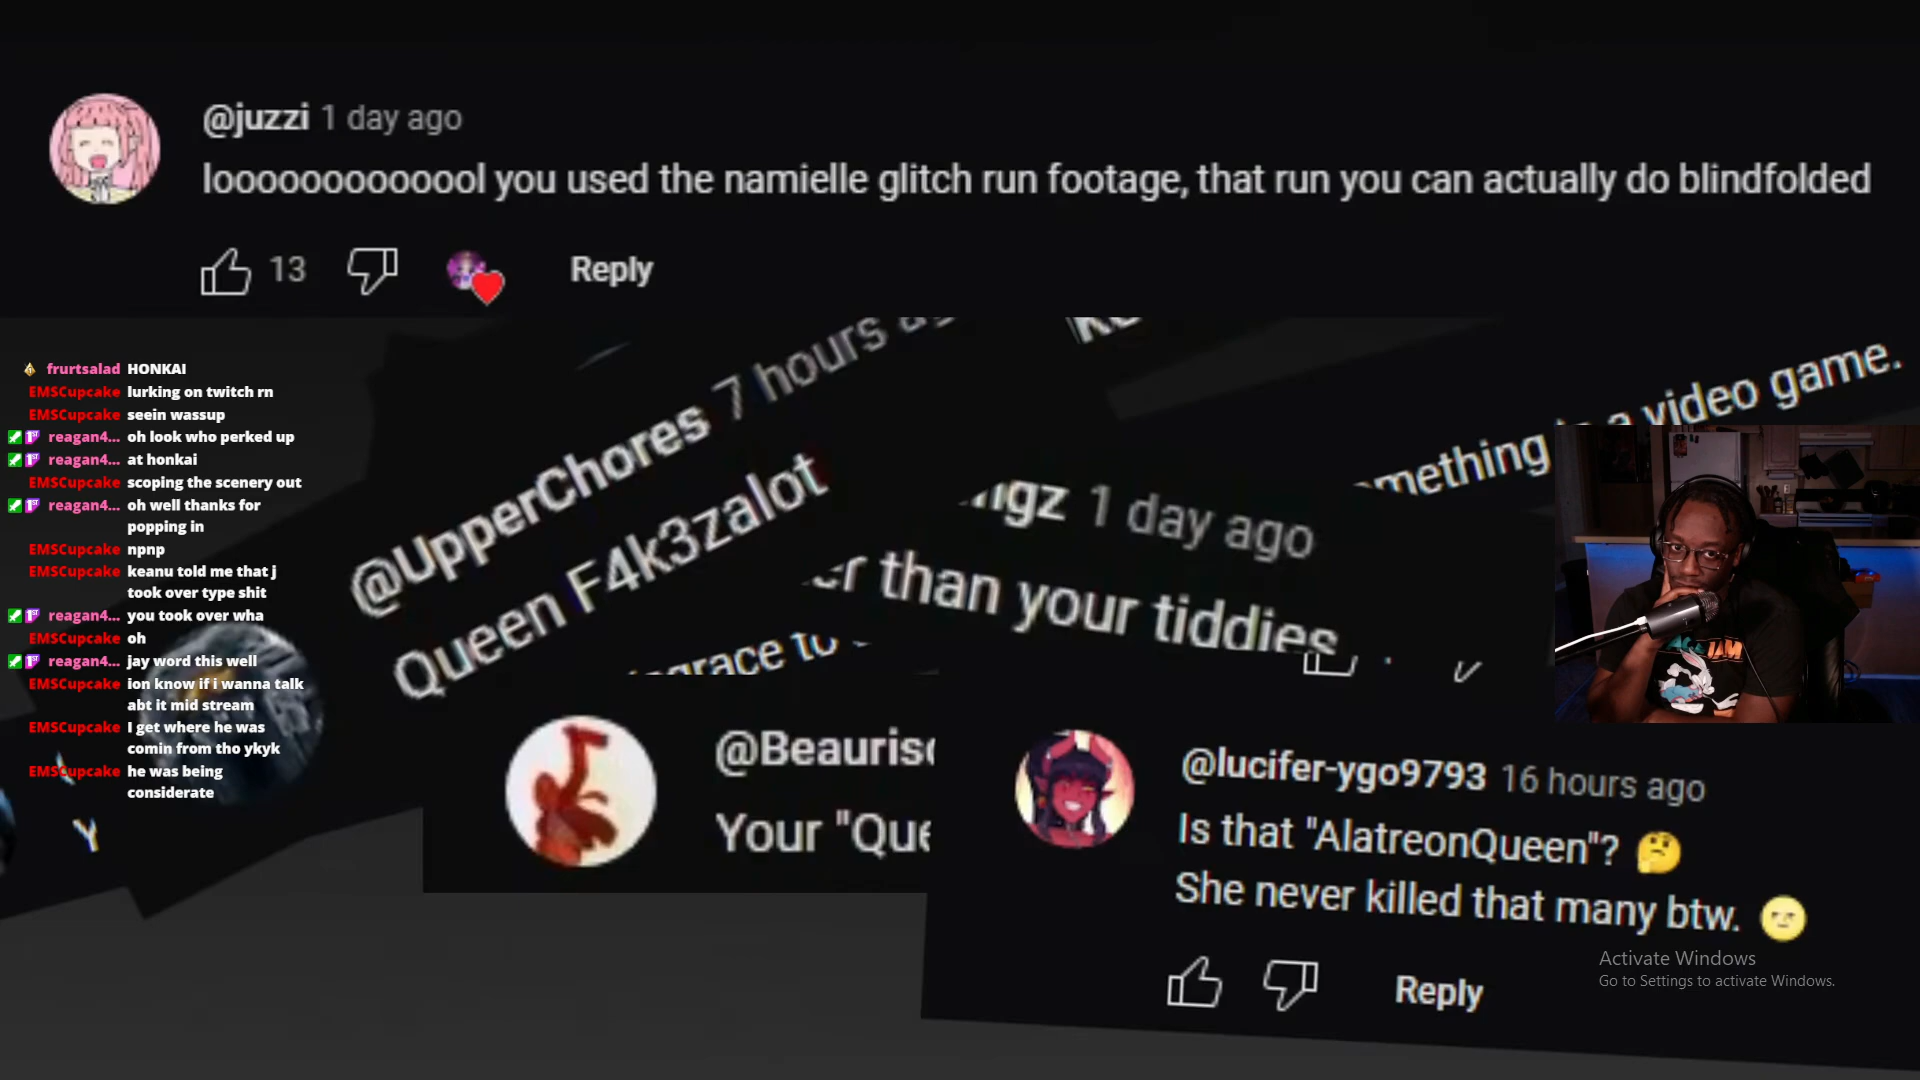 @juzzi 1 day ago
looooooooooool you used the namielle glitch run footage, that run you can actually do blindfolded
13
Reply
@UpperChores 7 hours
Queen F4k3zalot
a video game.
1 day ago
than your tiddies
to
@Beauris
Your "Que
@lucifer-ygo9793 16 hours ago
Is that "AlatreonQueen"? 🤔
She never killed that many btw. 🌝
Reply
frurtsalad HONKAI
EMSCupcake lurking on twitch rn
EMSCupcake seein wassup
reagan4... oh look who perked up
reagan4... at honkai
EMSCupcake scoping the scenery out
reagan4... oh well thanks for
popping in
EMSCupcake npnp
EMSCupcake keanu told me that j
took over type shit
reagan4... you took over wha
EMSCupcake oh
reagan4... jay word this well
EMSCupcake ion know if i wanna talk
abt it mid stream
EMSCupcake I get where he was
comin from tho ykyk
EMSCupcake he was being
considerate
Y
JAM
Activate Windows
Go to Settings to activate Windows.